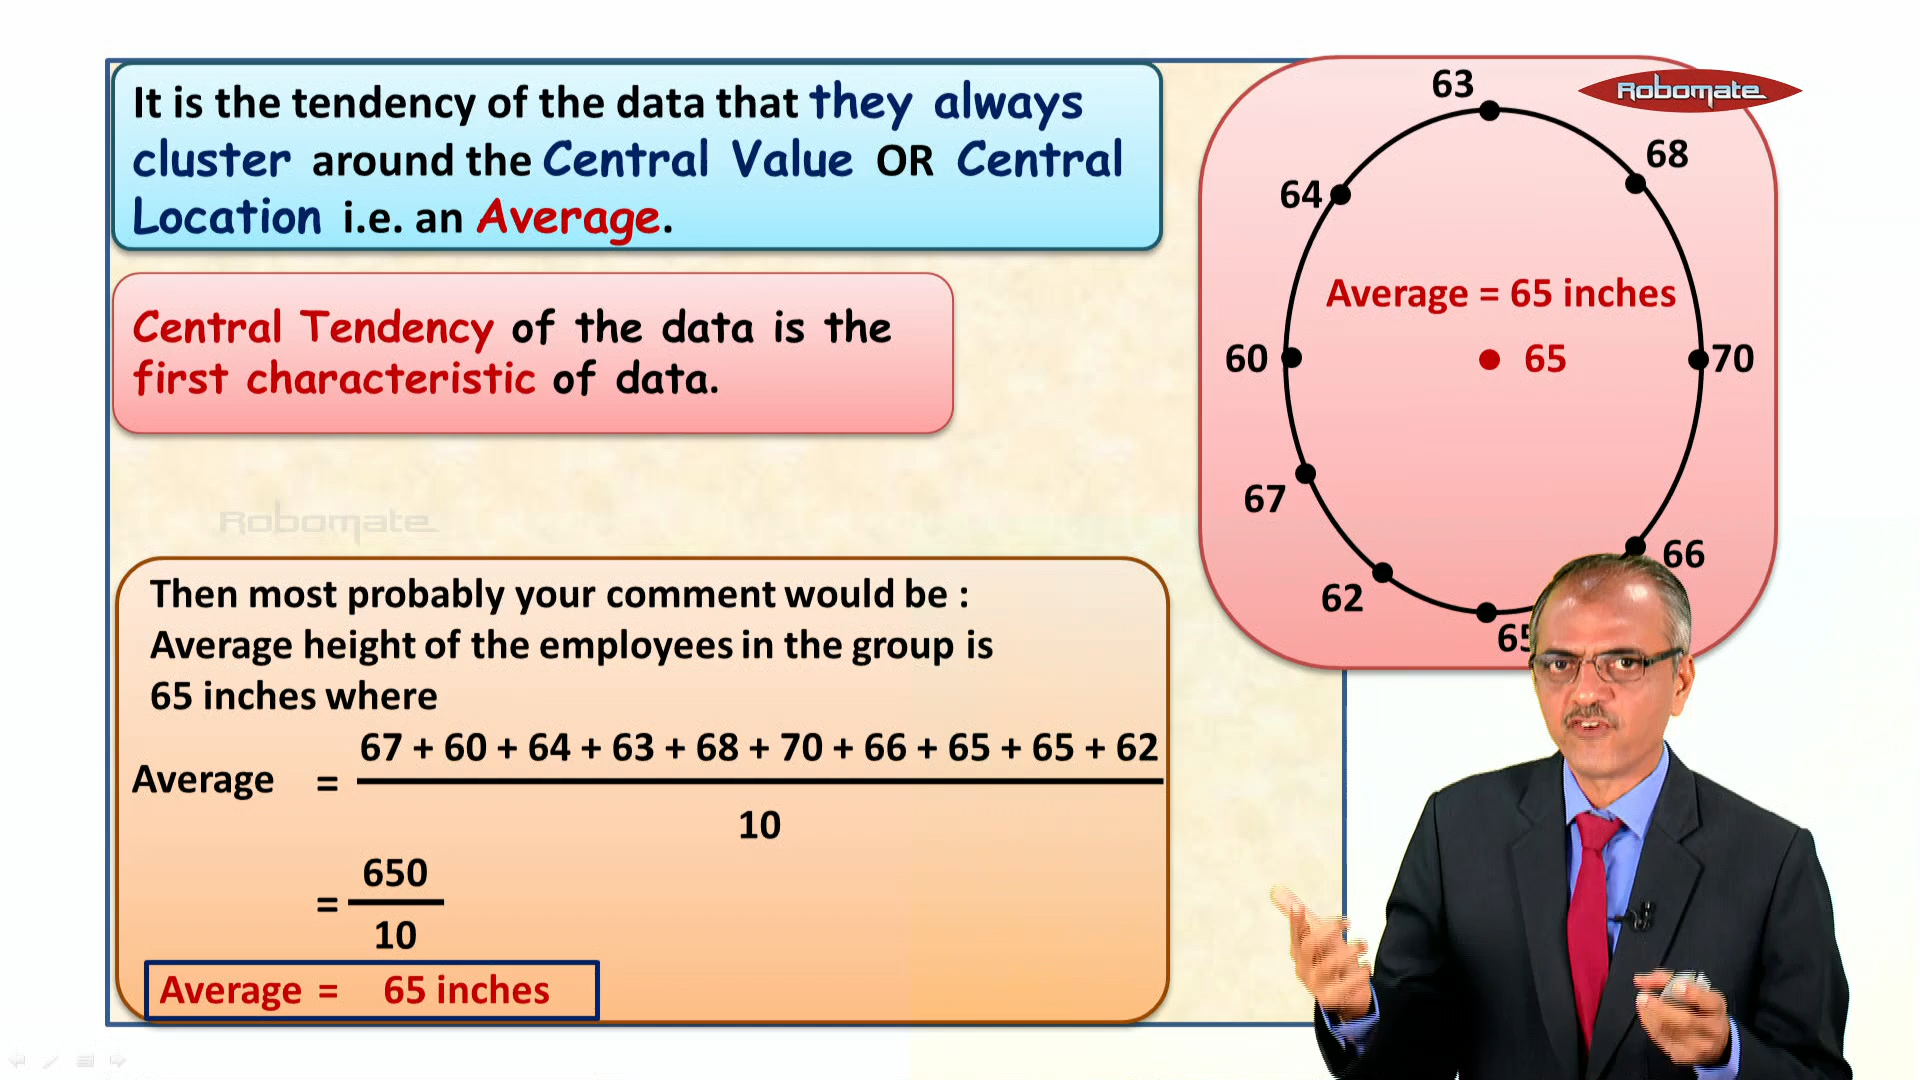 It is the tendency of the data that they always
cluster around the Central Value OR Central
Location i.e. an Average.
Central Tendency of the data is the
first characteristic of data.
Robomate
Then most probably your comment would be :
Average height of the employees in the group is
65 inches where
67 + 60 + 64 + 63 + 68 + 70 + 66 + 65 + 65 + 62
Average =
10
650
=
10
Average = 65 inches
Robomate
63
68
64
Average = 65 inches
60
65
70
67
66
62
65